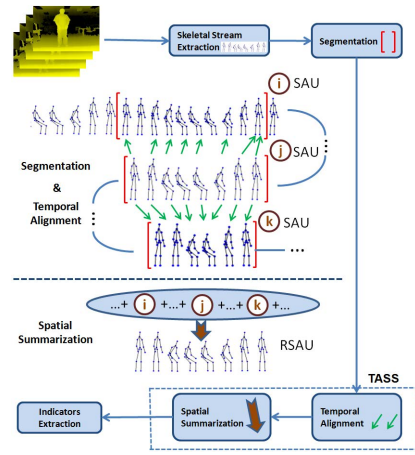 Skeletal Stream
Extraction
Segmentation [ ]
i SAU
j SAU
Segmentation
&
Temporal
Alignment
k SAU
...
...
...
...+ i +...+ j +...+ k +...
Spatial
Summarization
RSAU
TASS
Indicators
Extraction
Spatial
Summarization
Temporal
Alignment